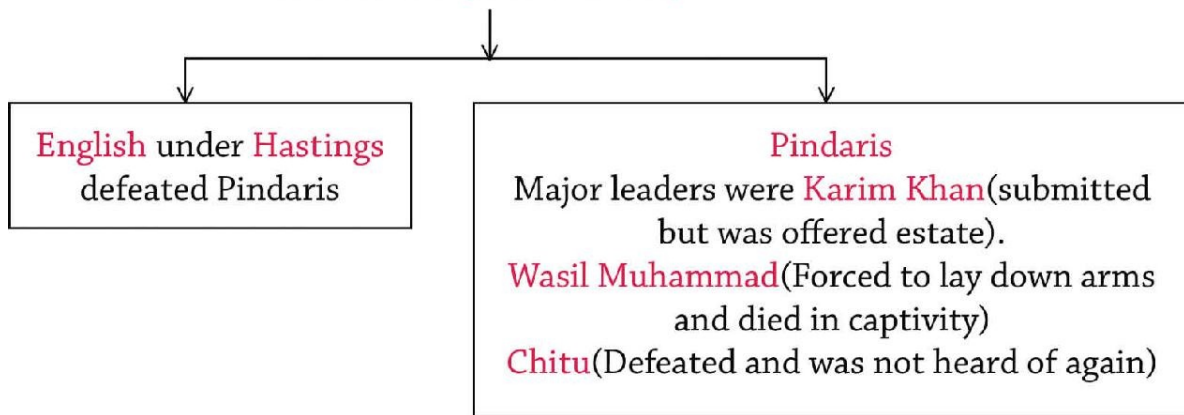 English under Hastings
defeated Pindaris
Pindaris
Major leaders were Karim Khan(submitted
but was offered estate).
Wasil Muhammad(Forced to lay down arms
and died in captivity)
Chitu(Defeated and was not heard of again)